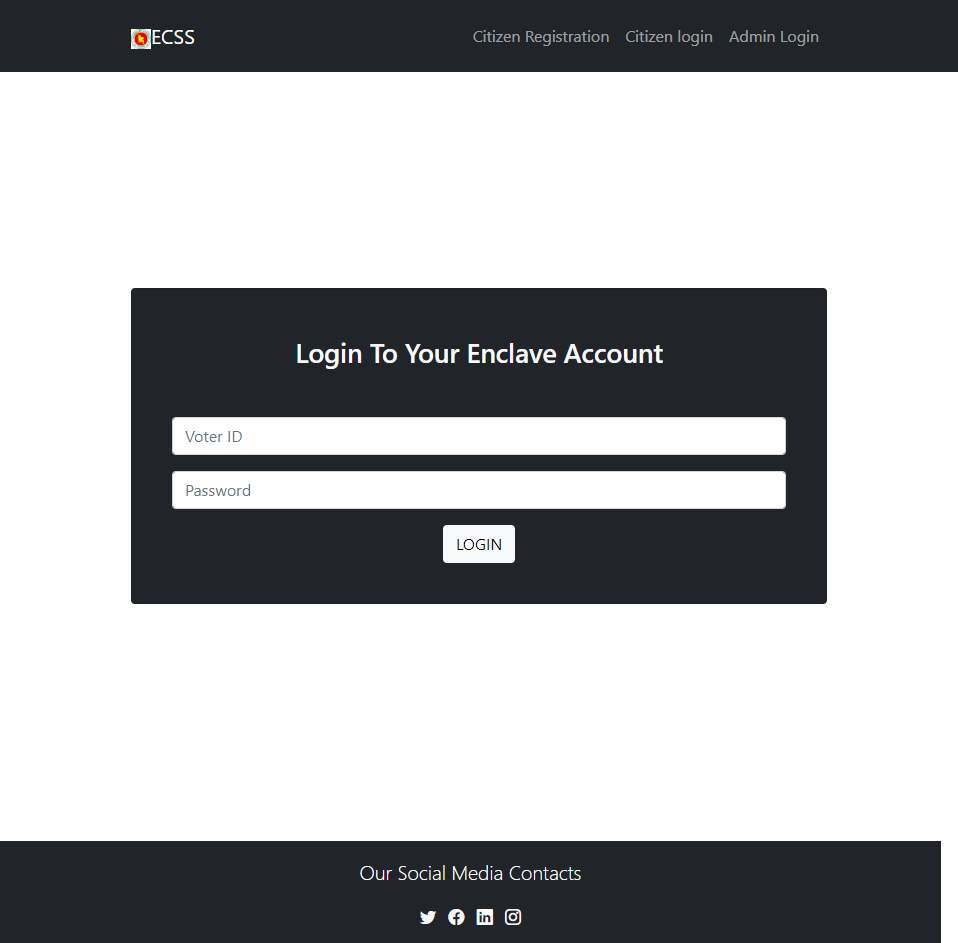 ECSS
Citizen Registration Citizen login Admin Login
Login To Your Enclave Account
Voter ID
Password
LOGIN
Our Social Media Contacts